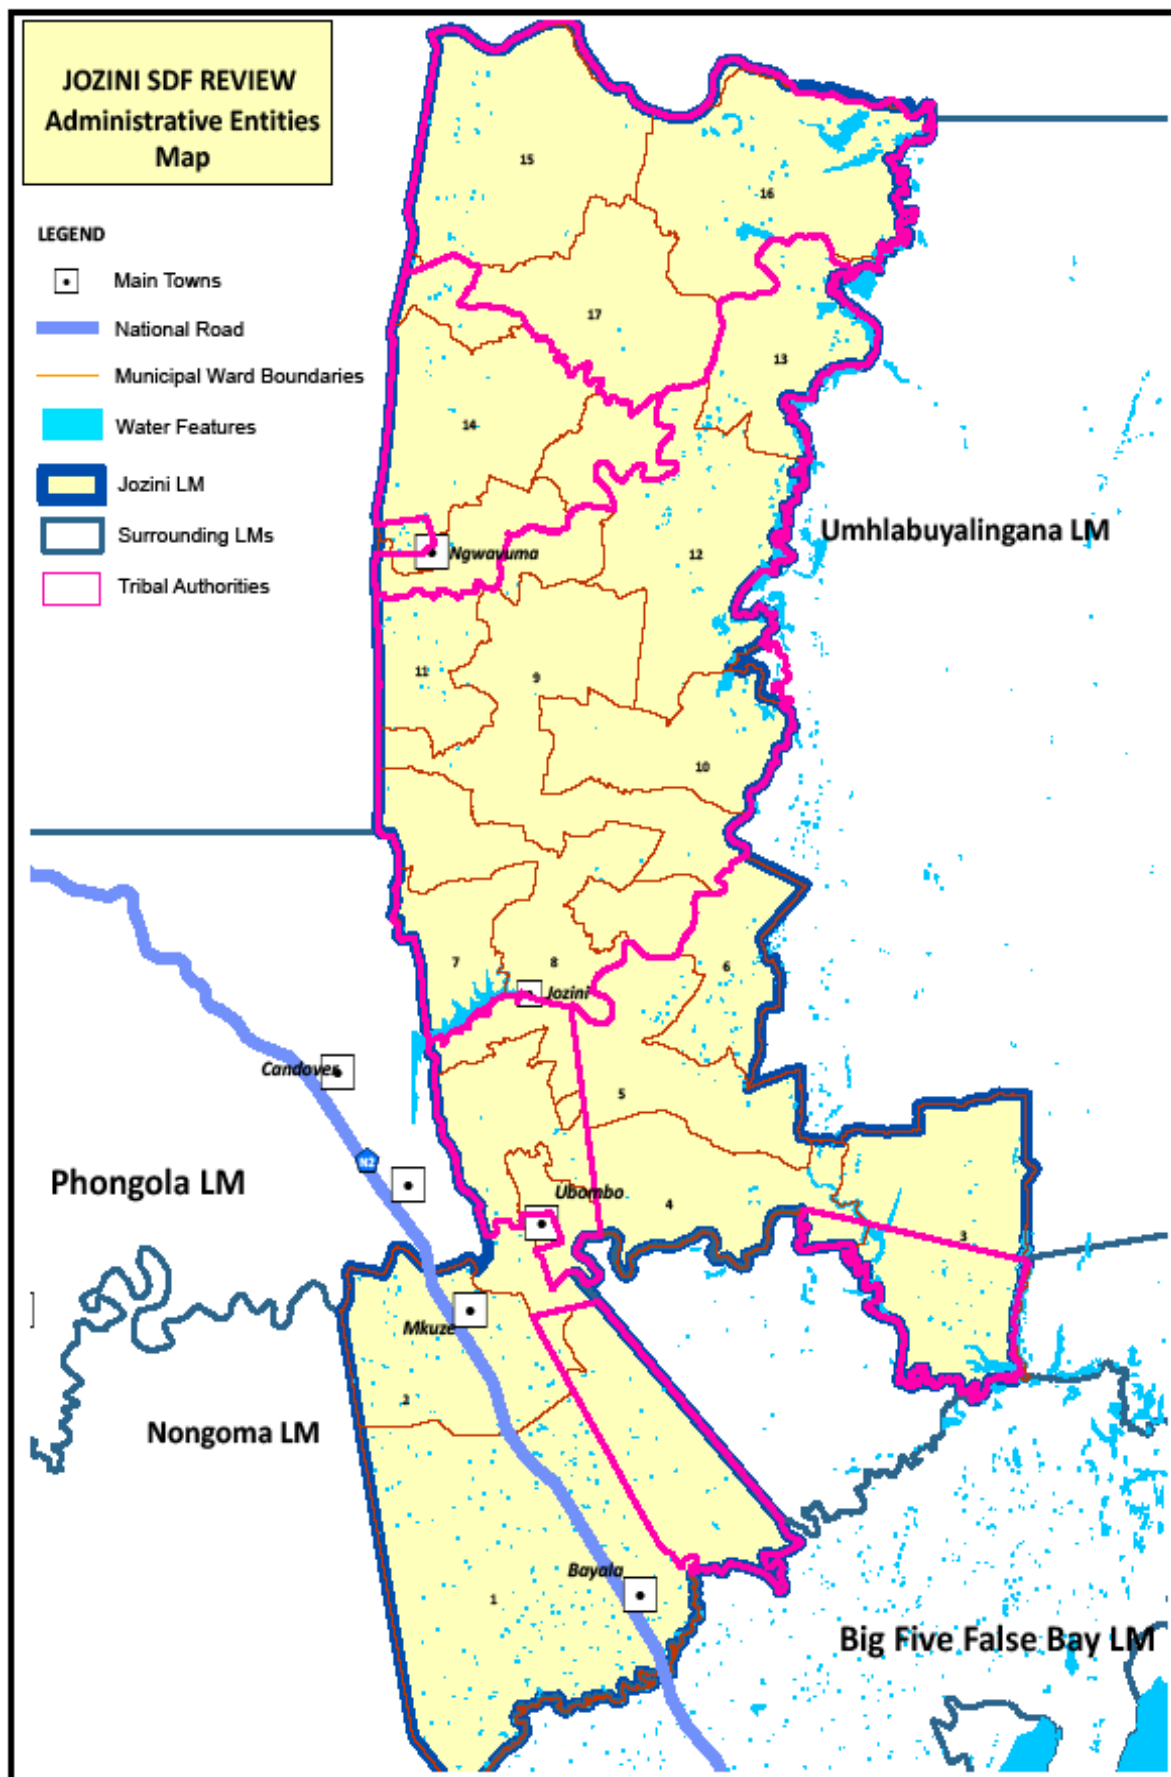 JOZINI SDF REVIEW
Administrative Entities
Map
LEGEND
Main Towns
National Road
Municipal Ward Boundaries
Water Features
Jozini LM
Surrounding LMs
Tribal Authorities
15
16
17
13
14
Umhlabuyalingana LM
Ngwavuma
12
11
9
10
7
8
6
Jozini
Candover
5
N2
Phongola LM
Ubombo
4
3
Mkuze
2
Nongoma LM
Bayala
1
Big Five False Bay LM